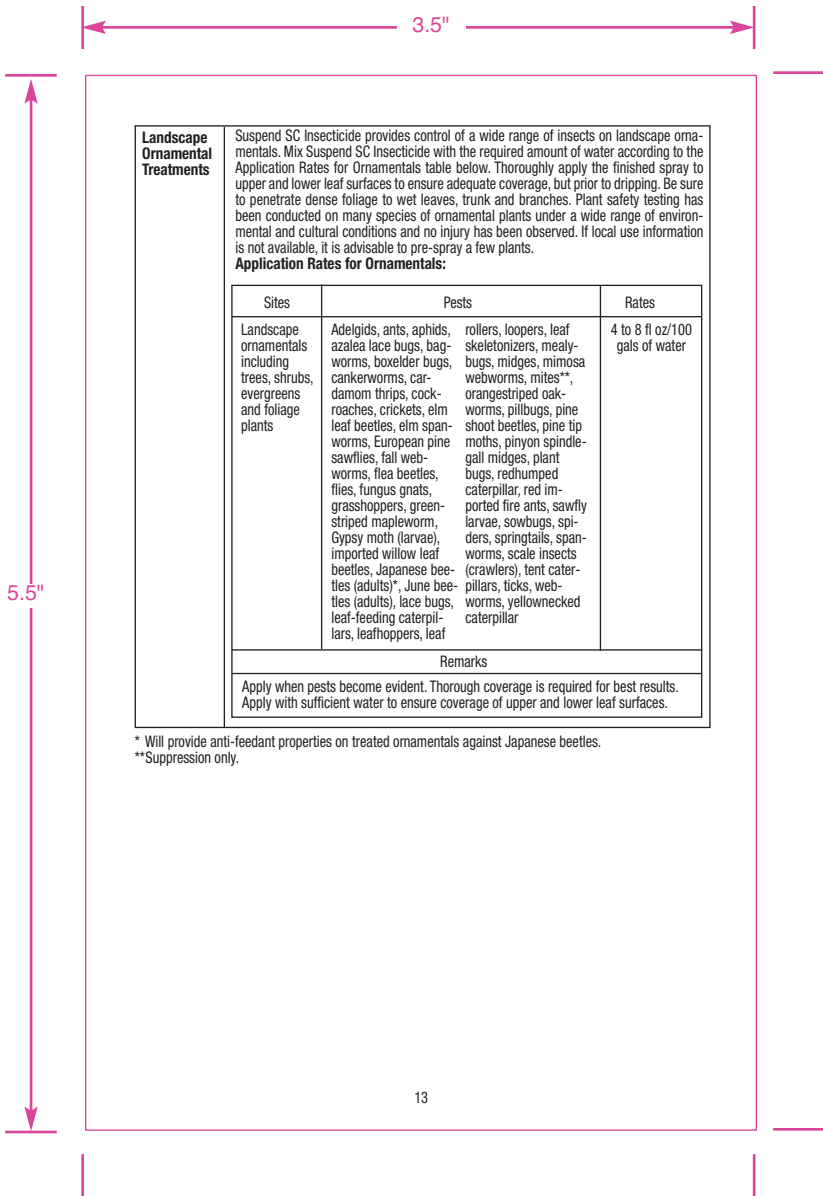 3.5"
5.5"
Landscape
Ornamental
Treatments
Suspend SC Insecticide provides control of a wide range of insects on landscape orna-
mentals. Mix Suspend SC Insecticide with the required amount of water according to the
Application Rates for Ornamentals table below. Thoroughly apply the finished spray to
upper and lower leaf surfaces to ensure adequate coverage, but prior to dripping. Be sure
to penetrate dense foliage to wet leaves, trunk and branches. Plant safety testing has
been conducted on many species of ornamental plants under a wide range of environ-
mental and cultural conditions and no injury has been observed. If local use information
is not available, it is advisable to pre-spray a few plants.
Application Rates for Ornamentals:
Sites
Pests
Rates
Landscape
ornamentals
including
trees, shrubs,
evergreens
and foliage
plants
Adelgids, ants, aphids,
azalea lace bugs, bag-
worms, boxelder bugs,
cankerworms, car-
damom thrips, cock-
roaches, crickets, elm
leaf beetles, elm span-
worms, European pine
sawflies, fall web-
worms, flea beetles,
flies, fungus gnats,
grasshoppers, green-
striped mapleworm,
Gypsy moth (larvae),
imported willow leaf
beetles, Japanese bee-
tles (adults)*, June bee-
tles (adults), lace bugs,
leaf-feeding caterpil-
lars, leafhoppers, leaf
rollers, loopers, leaf
skeletonizers, mealy-
bugs, midges, mimosa
webworms, mites**,
orangestriped oak-
worms, pillbugs, pine
shoot beetles, pine tip
moths, pinyon spindle-
gall midges, plant
bugs, redhumped
caterpillar, red im-
ported fire ants, sawfly
larvae, sowbugs, spi-
ders, springtails, span-
worms, scale insects
(crawlers), tent cater-
pillars, ticks, web-
worms, yellownecked
caterpillar
4 to 8 fl oz/100
gals of water
Remarks
Apply when pests become evident. Thorough coverage is required for best results.
Apply with sufficient water to ensure coverage of upper and lower leaf surfaces.
* Will provide anti-feedant properties on treated ornamentals against Japanese beetles.
**Suppression only.
13